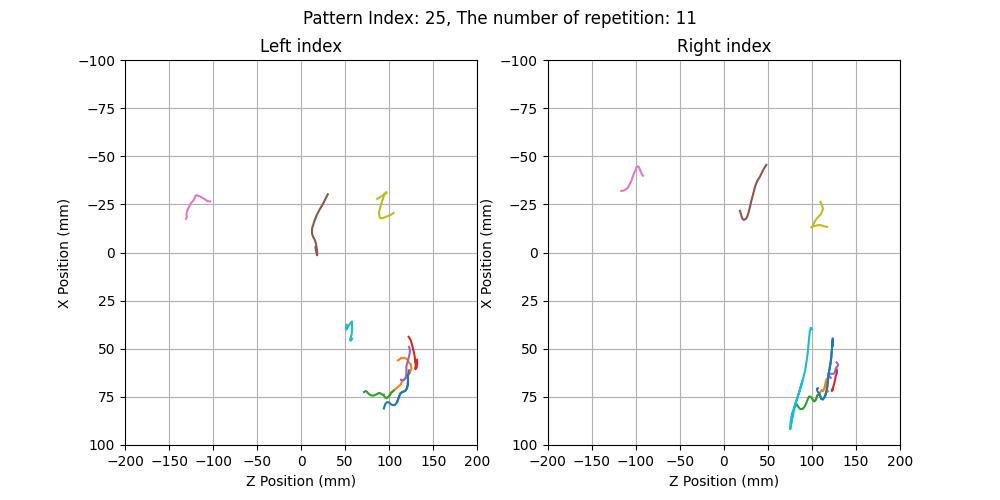 Pattern Index: 25, The number of repetition: 11
Left index
Right index
−100
−75
−50
−25
0
25
50
75
100
−200 −150 −100 −50 0 50 100 150 200
X Position (mm)
Z Position (mm)
−100
−75
−50
−25
0
25
50
75
100
−200 −150 −100 −50 0 50 100 150 200
X Position (mm)
Z Position (mm)